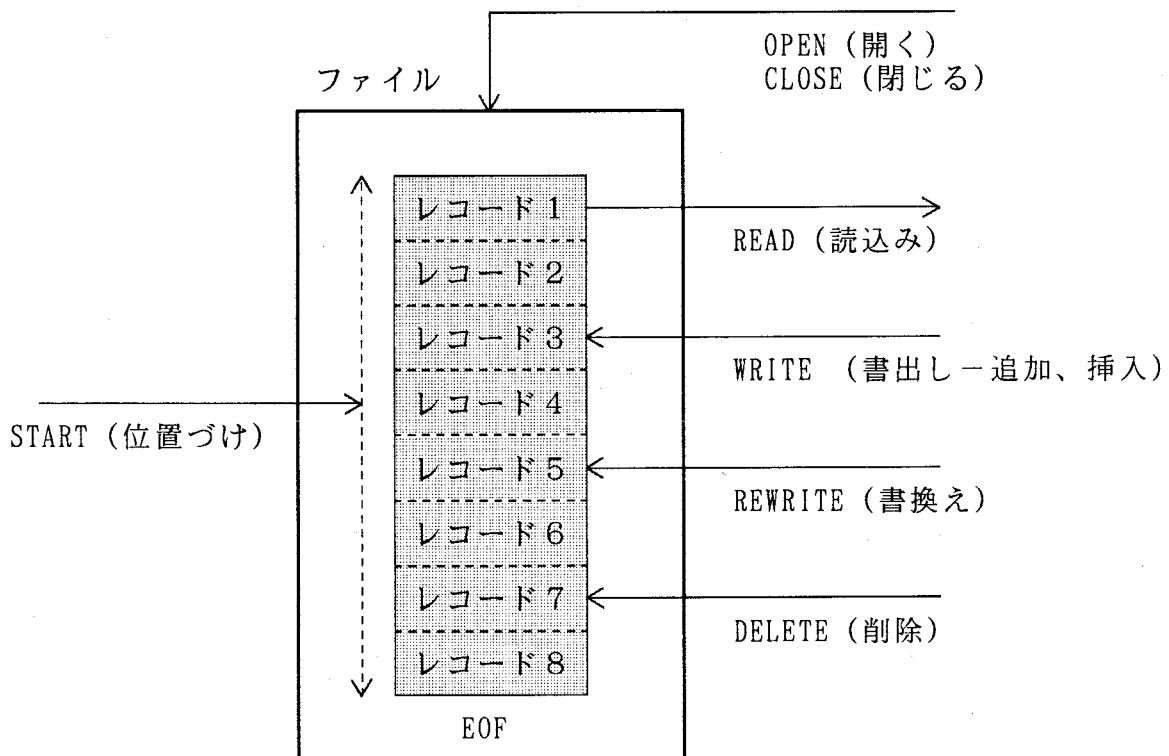 OPEN (開く)
CLOSE (閉じる)
ファイル
レコード1
READ (読込み)
レコード2
レコード3
WRITE (書出し－追加、挿入)
レコード4
START (位置づけ)
レコード5
REWRITE (書換え)
レコード6
レコード7
DELETE (削除)
レコード8
EOF